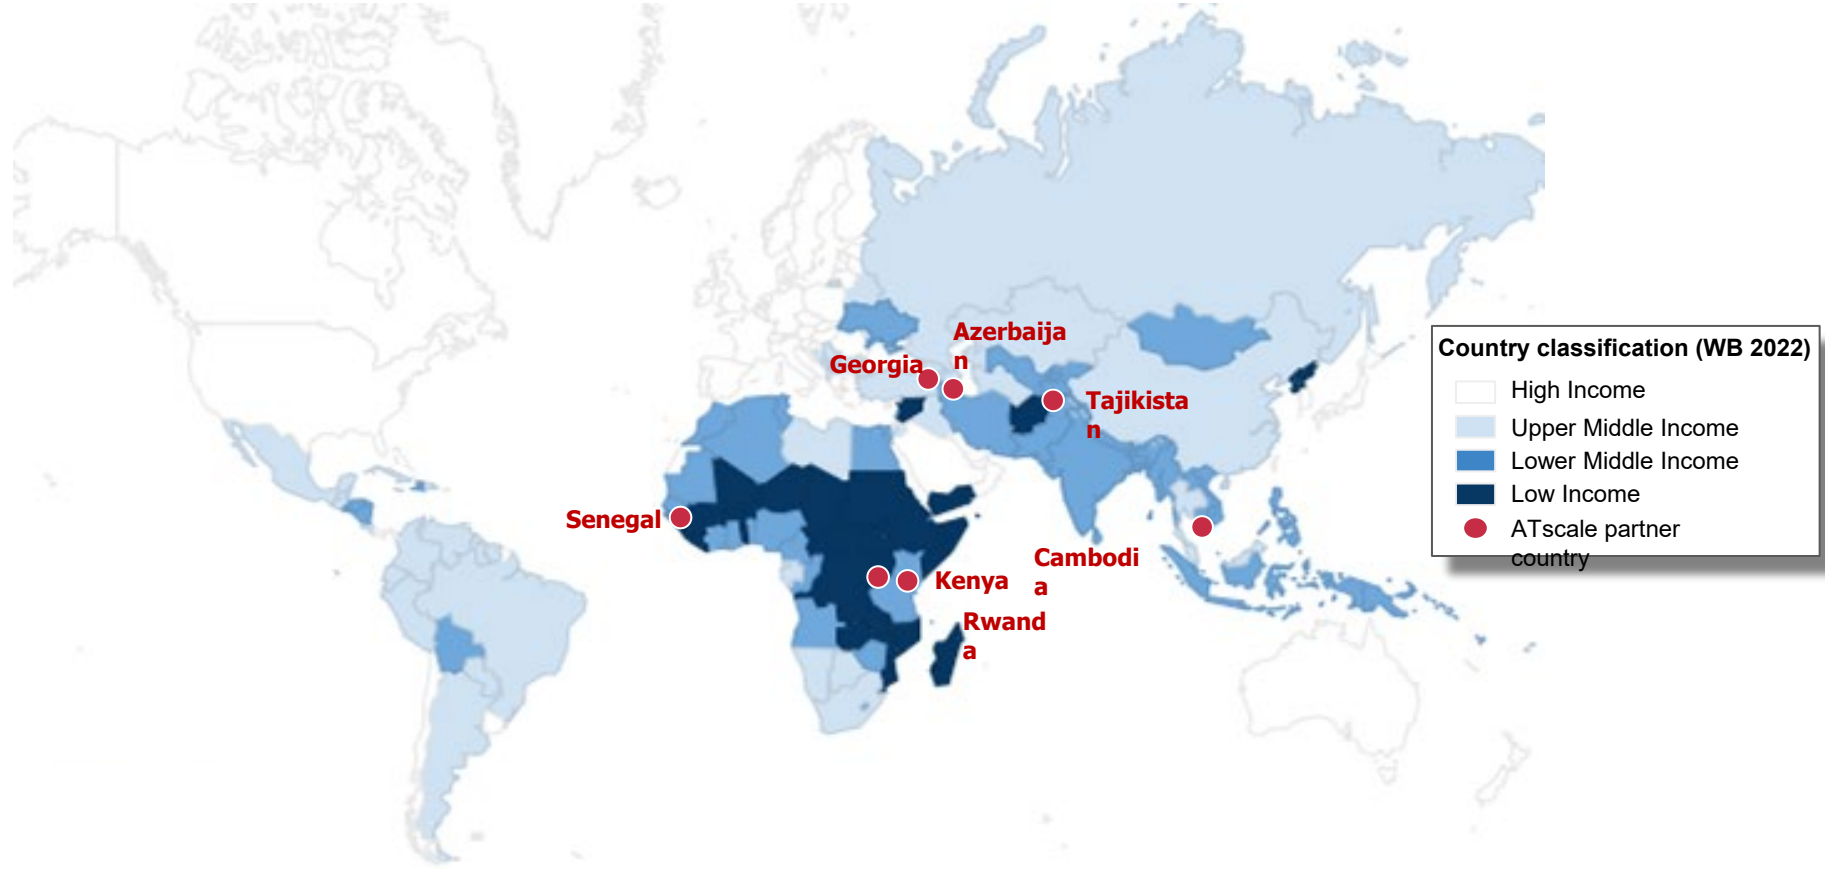 Azerbaija
n
Georgia
Tajikista
n
Senegal
Cambodi
a
Kenya
Rwand
a
Country classification (WB 2022)
High Income
Upper Middle Income
Lower Middle Income
Low Income
ATscale partner
country